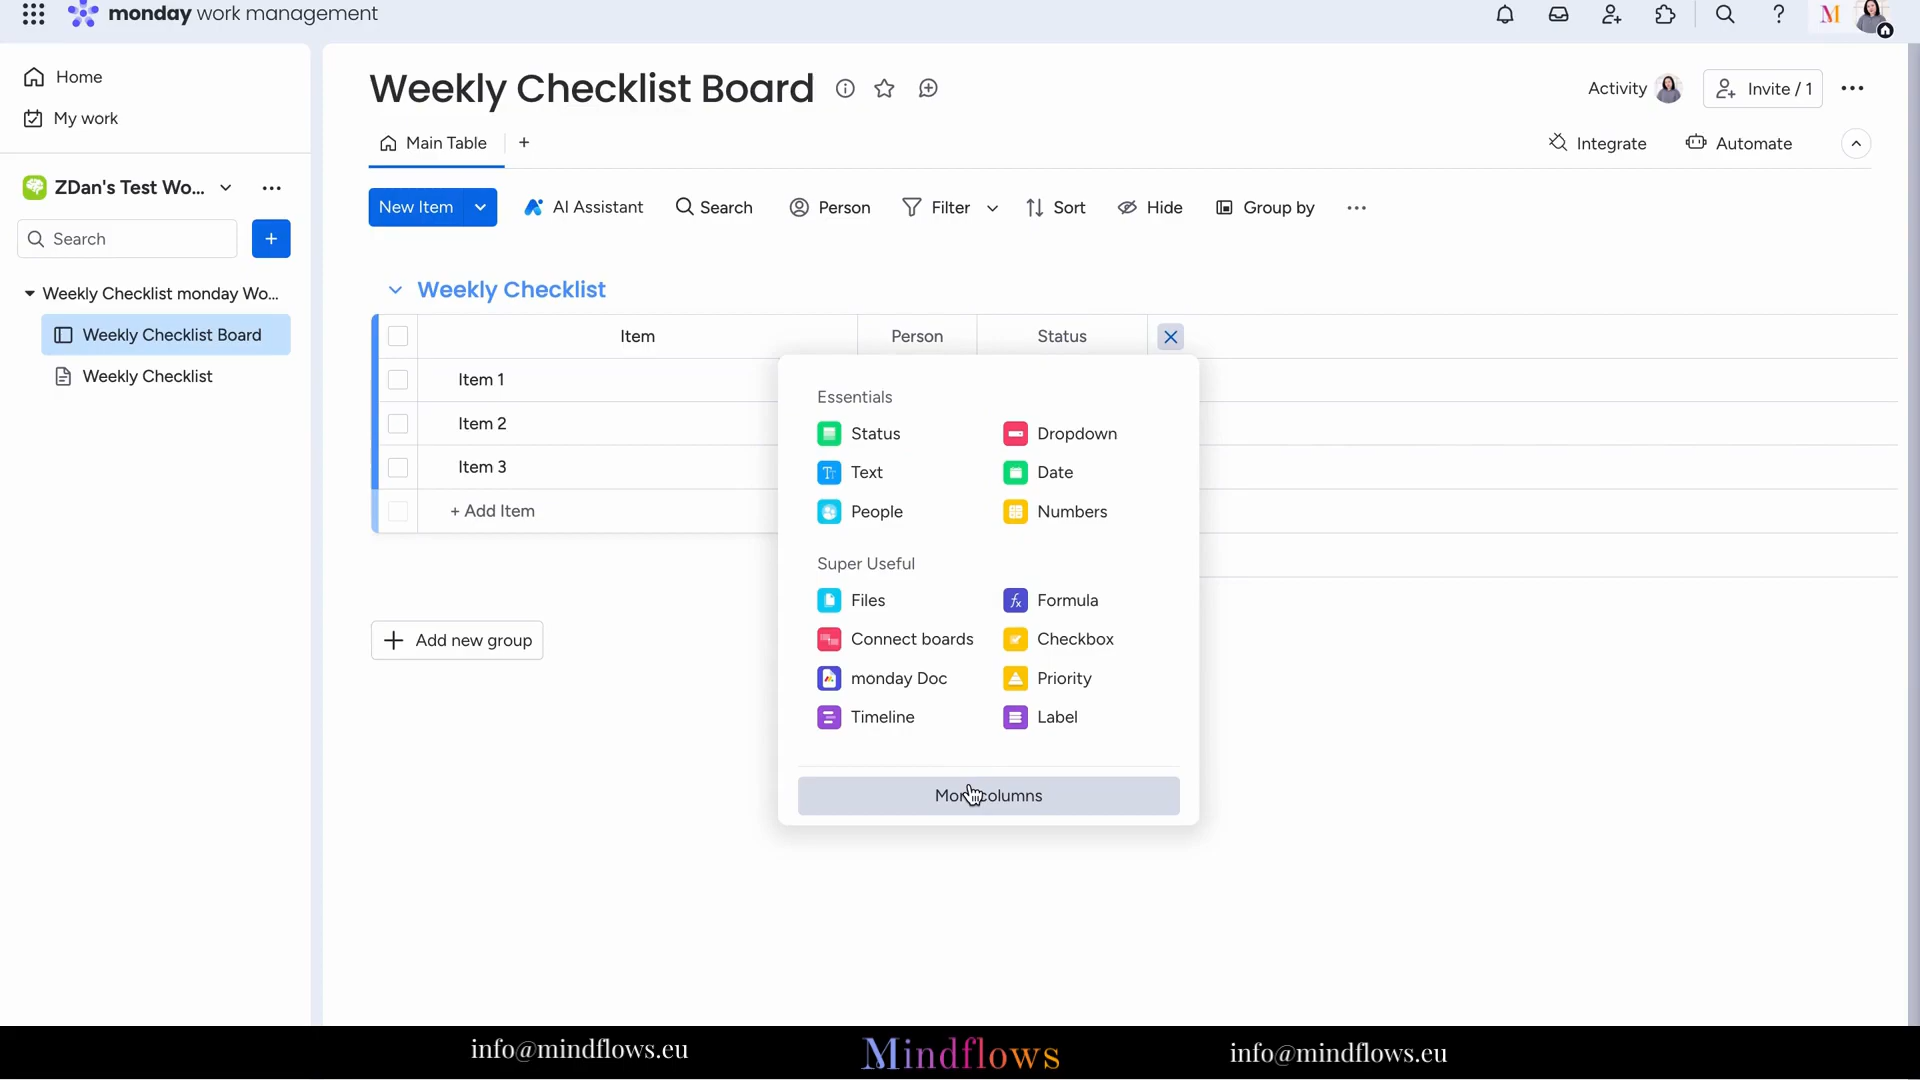 monday work management
M
Home
My work
ZDan's Test Wo...
Search
+
Weekly Checklist monday Wo...
Weekly Checklist Board
Weekly Checklist
Weekly Checklist Board
Activity
Invite / 1
Main Table
+
Integrate
Automate
New Item
AI Assistant
Search
Person
Filter
Sort
Hide
Group by
Weekly Checklist
Item
Person
Status
Item 1
Item 2
Item 3
+ Add Item
Add new group
Essentials
Status
Dropdown
Text
Date
People
Numbers
Super Useful
Files
Formula
Connect boards
Checkbox
monday Doc
Priority
Timeline
Label
More columns
info@mindflows.eu
Mindflows
info@mindflows.eu